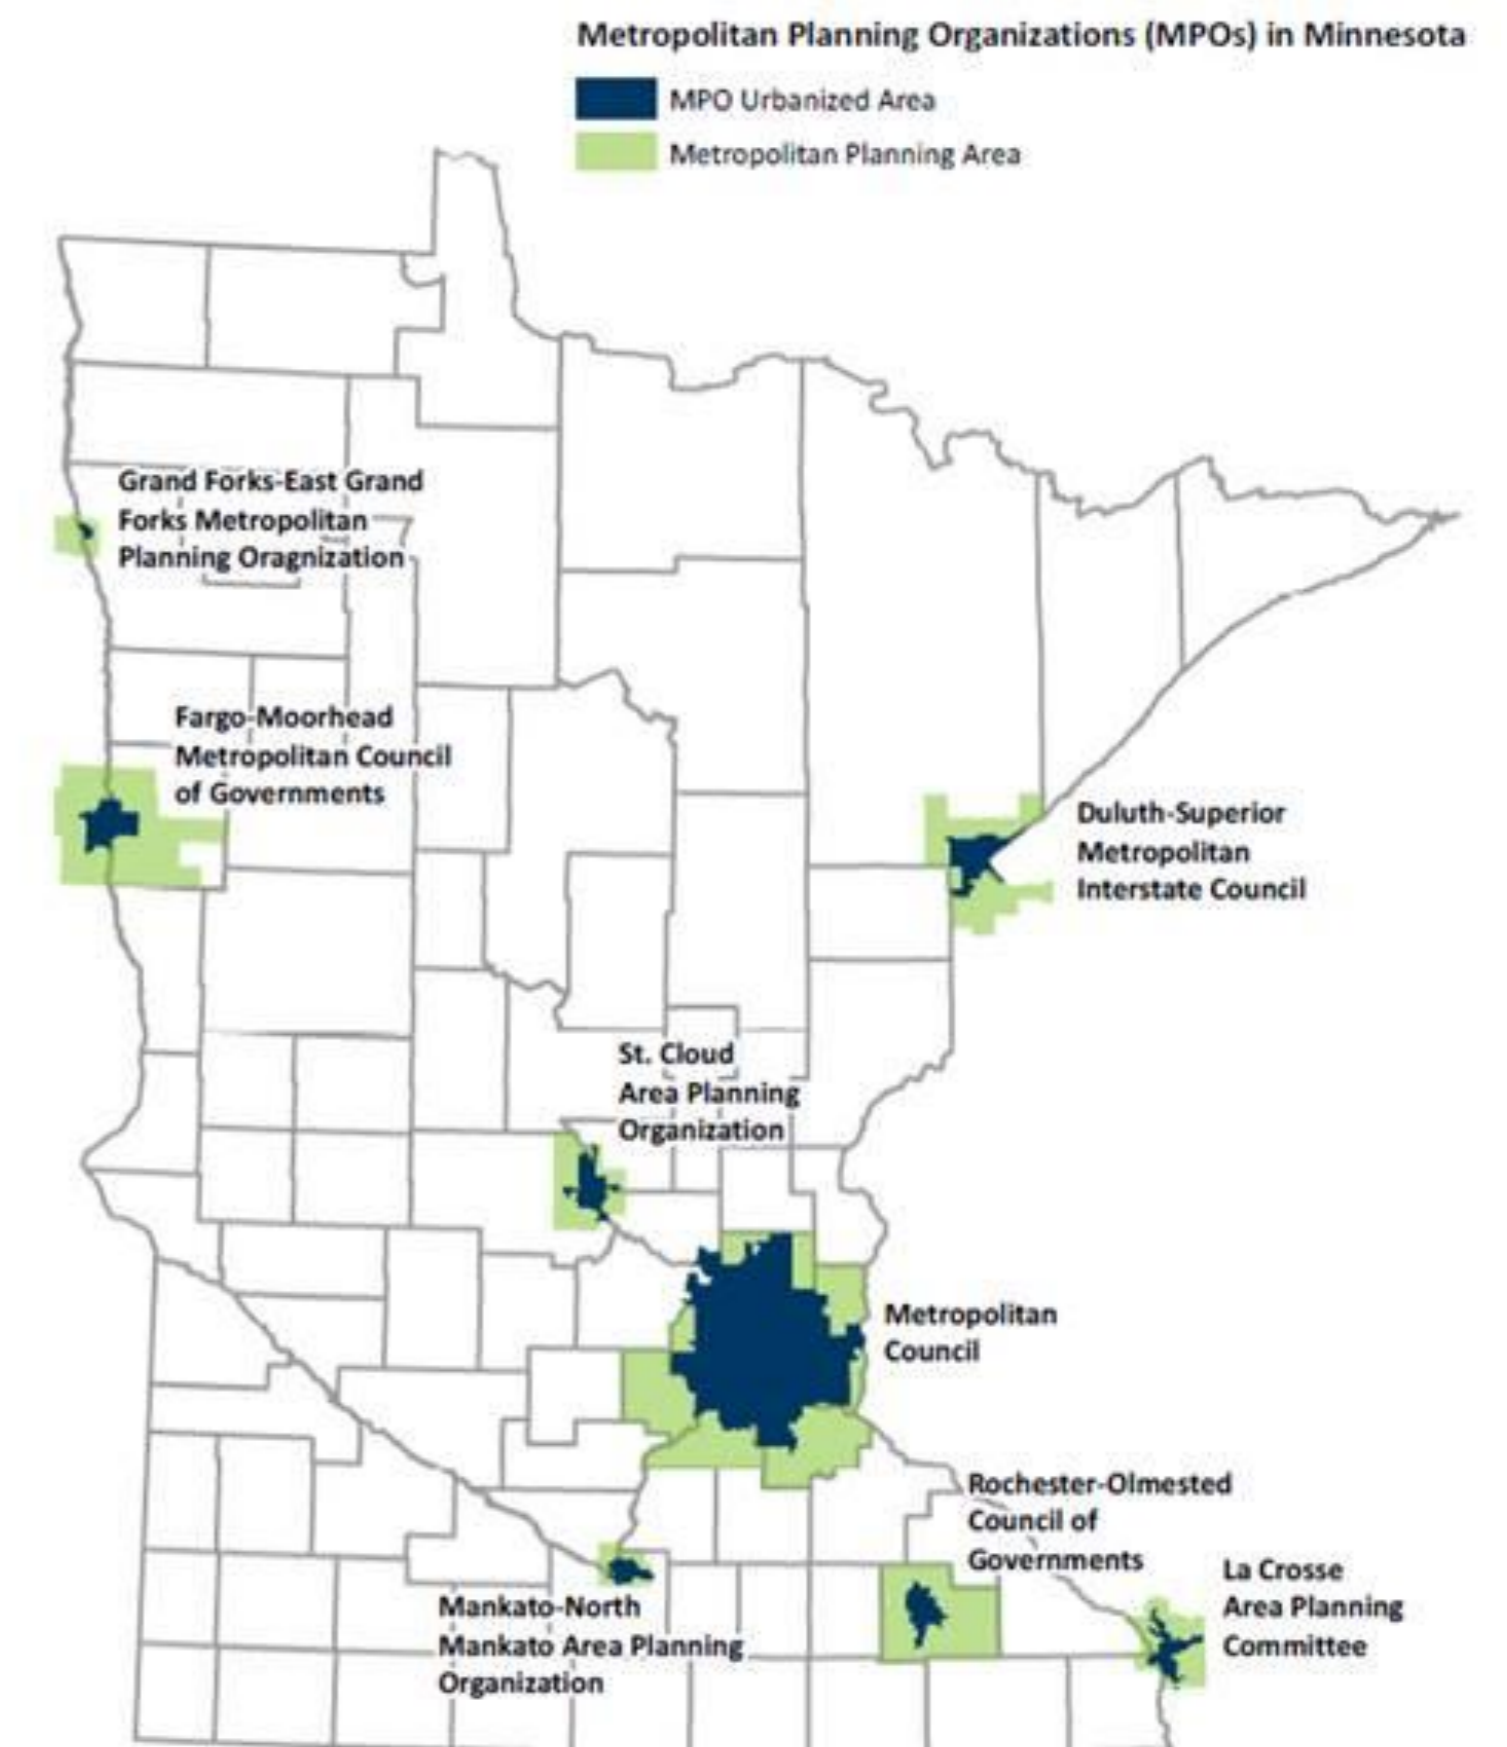 Metropolitan Planning Organizations (MPOs) in Minnesota
MPO Urbanized Area
Metropolitan Planning Area
Grand Forks-East Grand
Forks Metropolitan
Planning Oragnization
Fargo-Moorhead
Metropolitan Council
of Governments
Duluth-Superior
Metropolitan
Interstate Council
St. Cloud
Area Planning
Organization
Metropolitan
Council
Rochester-Olmested
Council of
Governments
La Crosse
Area Planning
Committee
Mankato-North
Mankato Area Planning
Organization